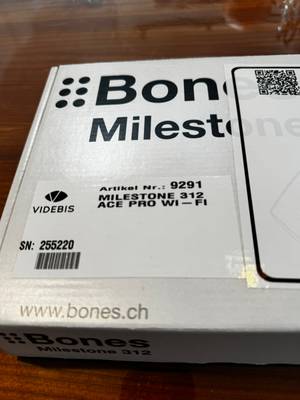 Bones
Milestone
Artikel Nr.: 9291
MILESTONE 312
ACE PRO WI-FI
VIDEBIS
SN: 255220
www.bones.ch
Bones
Milestone 312